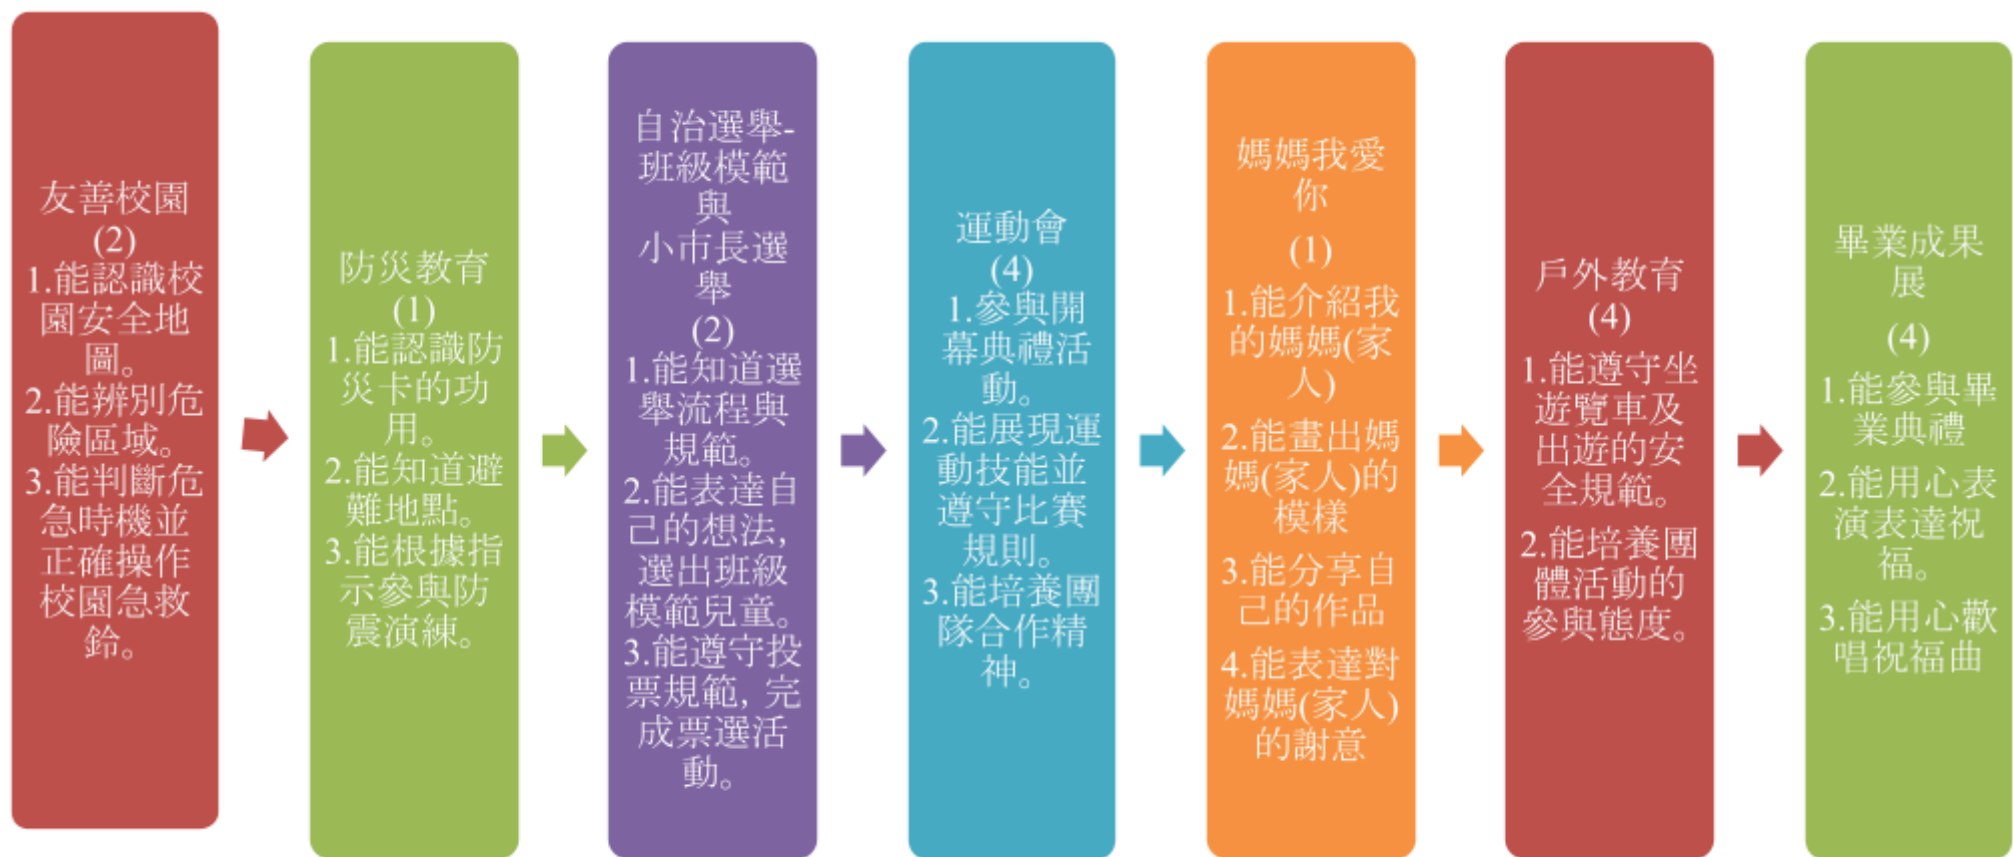 友善校園
(2)
1.能認識校
園安全地
圖。
2.能辨別危
險區域。
3.能判斷危
急時機並
正確操作
校園急救
鈴。
防災教育
(1)
1.能認識防
災卡的功
用。
2.能知道避
難地點。
3.能根據指
示參與防
震演練。
自治選舉-
班級模範
與
小市長選
舉
(2)
1.能知道選
舉流程與
規範。
2.能表達自
己的想法,
選出班級
模範兒童。
3.能遵守投
票規範, 完
成票選活
動。
運動會
(4)
1.參與開
幕典禮活
動。
2.能展現運
動技能並
遵守比賽
規則。
3.能培養團
隊合作精
神。
媽媽我愛
你
(1)
1.能介紹我
的媽媽(家
人)
2.能畫出媽
媽(家人)的
模樣
3.能分享自
己的作品
4.能表達對
媽媽(家人)
的謝意
戶外教育
(4)
1.能遵守坐
遊覽車及
出遊的安
全規範。
2.能培養團
體活動的
參與態度。
畢業成果
展
(4)
1.能參與畢
業典禮
2.能用心表
演表達祝
福。
3.能用心歡
唱祝福曲